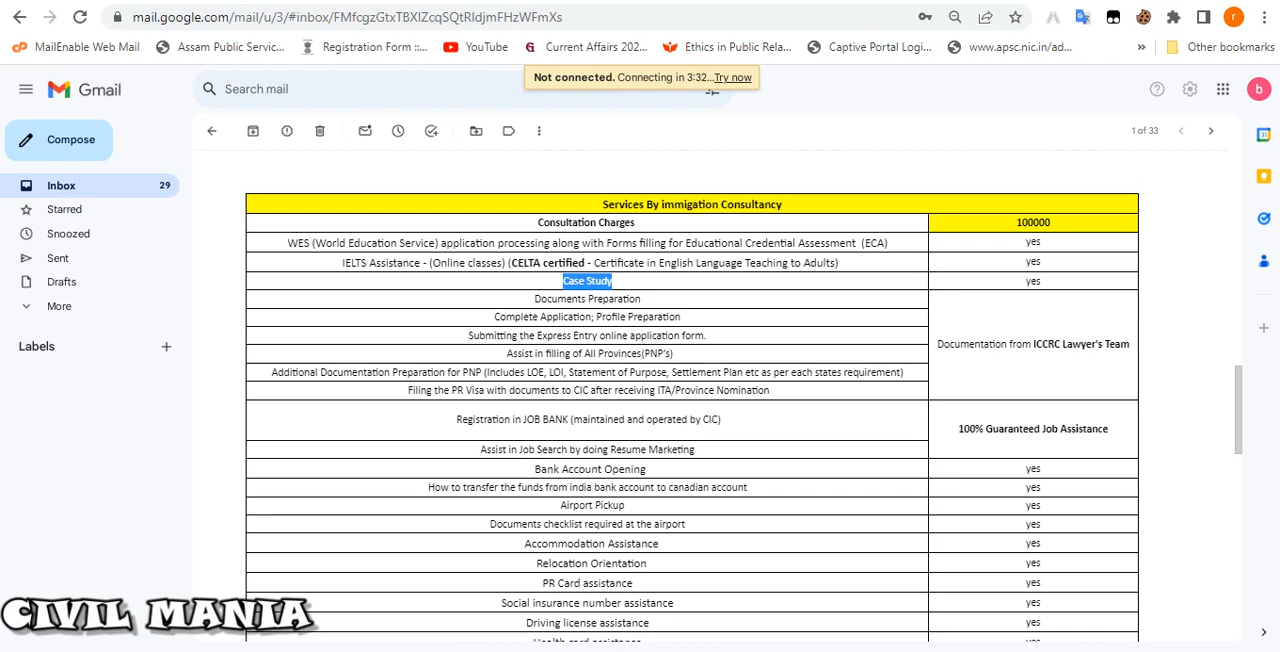 mail.google.com/mail/u/3/#inbox/FMfcgzGtxTBXlZcqSQtRldjmFHzWFmXs
MailEnable Web Mail
Assam Public Servic...
Registration Form ::...
YouTube
Current Affairs 202...
Ethics in Public Rela...
Captive Portal Logi...
www.apsc.nic.in/ad...
»
Other bookmarks
Not connected. Connecting in 3:32... Try now
Gmail
Search mail
Compose
1 of 33
Inbox 29
Starred
Snoozed
Sent
Drafts
More
Labels
Services By immigation Consultancy
Consultation Charges 100000
WES (World Education Service) application processing along with Forms filling for Educational Credential Assessment (ECA) yes
IELTS Assistance - (Online classes) (CELTA certified - Certificate in English Language Teaching to Adults) yes
Case Study yes
Documents Preparation
Complete Application; Profile Preparation
Submitting the Express Entry online application form.
Documentation from ICCRC Lawyer's Team
Assist in filling of All Provinces(PNP's)
Additional Documentation Preparation for PNP (Includes LOE, LOI, Statement of Purpose, Settlement Plan etc as per each states requirement)
Filing the PR Visa with documents to CIC after receiving ITA/Province Nomination
Registration in JOB BANK (maintained and operated by CIC)
100% Guaranteed Job Assistance
Assist in Job Search by doing Resume Marketing
Bank Account Opening yes
How to transfer the funds from india bank account to canadian account yes
Airport Pickup yes
Documents checklist required at the airport yes
Accommodation Assistance yes
Relocation Orientation yes
PR Card assistance yes
Social insurance number assistance yes
Driving license assistance yes
Health card assistance yes
CIVIL MANIA